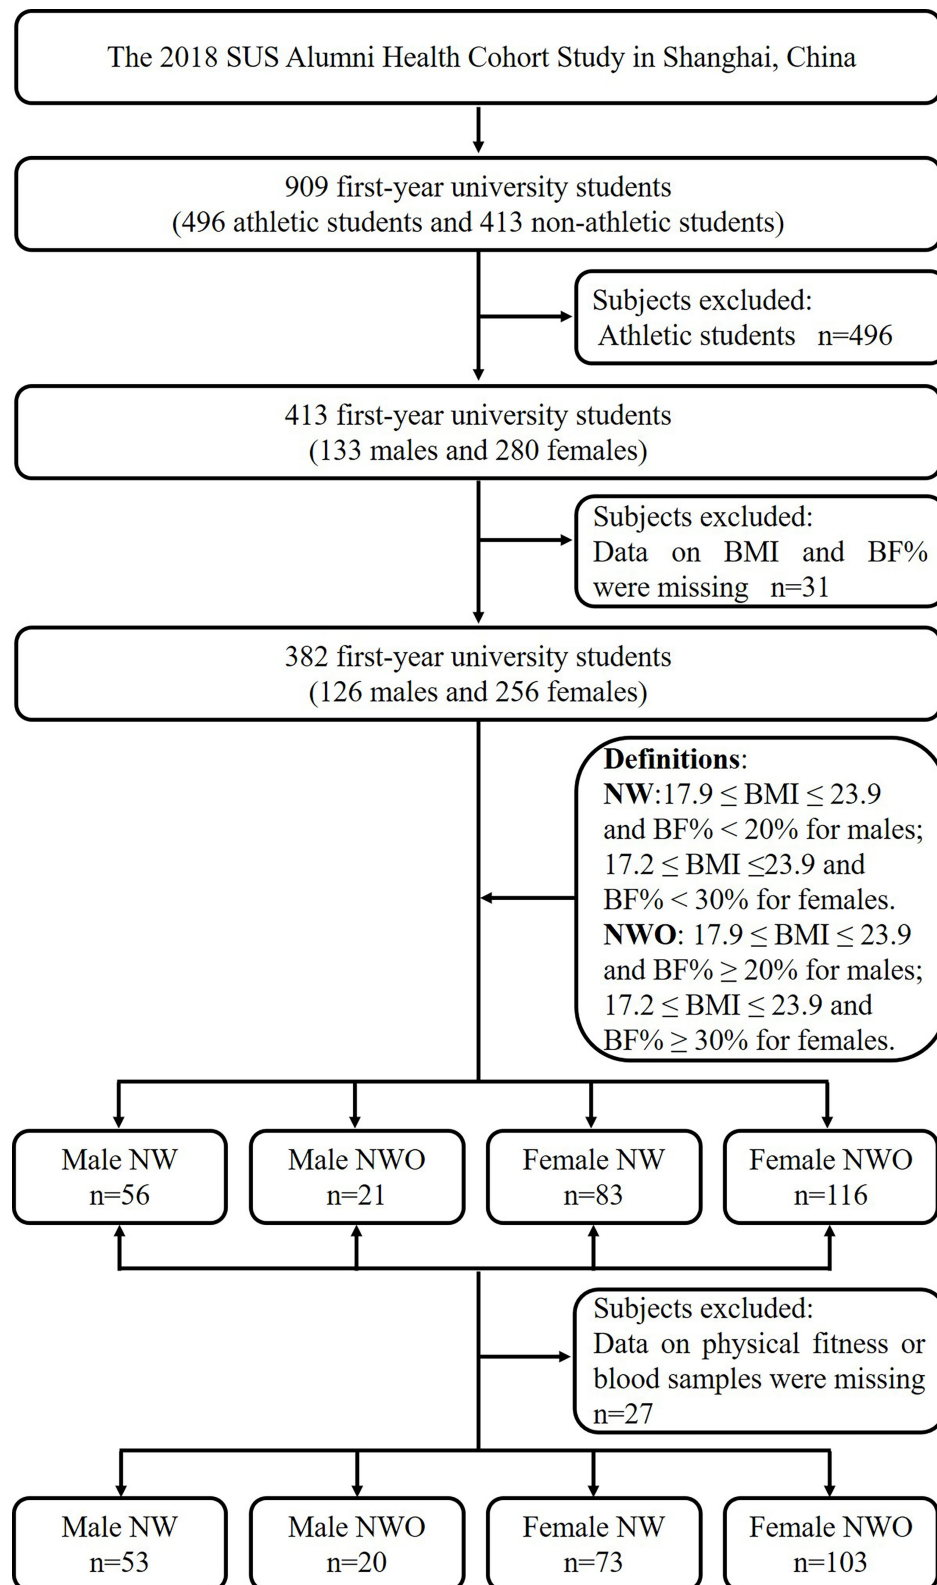 The 2018 SUS Alumni Health Cohort Study in Shanghai, China
909 first-year university students
(496 athletic students and 413 non-athletic students)
Subjects excluded:
Athletic students n=496
413 first-year university students
(133 males and 280 females)
Subjects excluded:
Data on BMI and BF%
were missing n=31
382 first-year university students
(126 males and 256 females)
Definitions:
NW:17.9 ≤ BMI ≤ 23.9
and BF% < 20% for males;
17.2 ≤ BMI ≤23.9 and
BF% < 30% for females.
NWO: 17.9 ≤ BMI ≤ 23.9
and BF% ≥ 20% for males;
17.2 ≤ BMI ≤ 23.9 and
BF% ≥ 30% for females.
Male NW
n=56
Male NWO
n=21
Female NW
n=83
Female NWO
n=116
Subjects excluded:
Data on physical fitness or
blood samples were missing
n=27
Male NW
n=53
Male NWO
n=20
Female NW
n=73
Female NWO
n=103